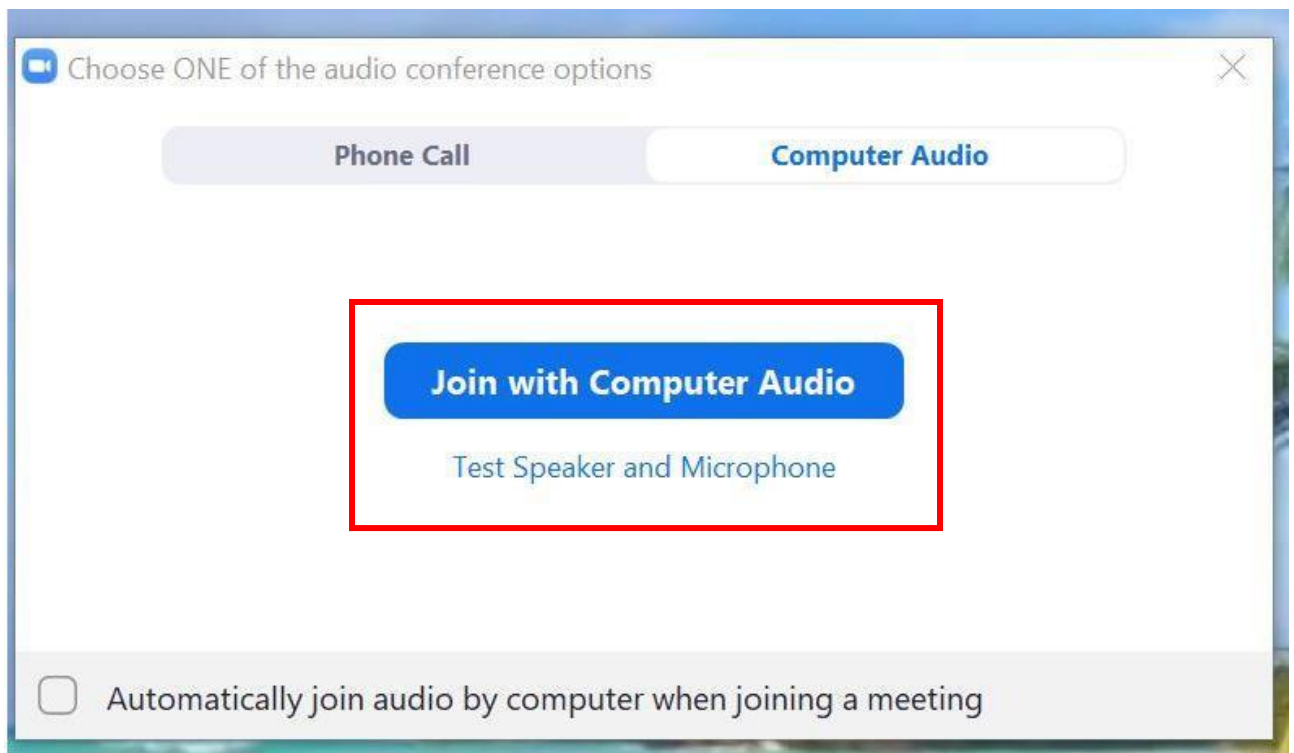 Choose ONE of the audio conference options
Phone Call
Computer Audio
Join with Computer Audio
Test Speaker and Microphone
Automatically join audio by computer when joining a meeting